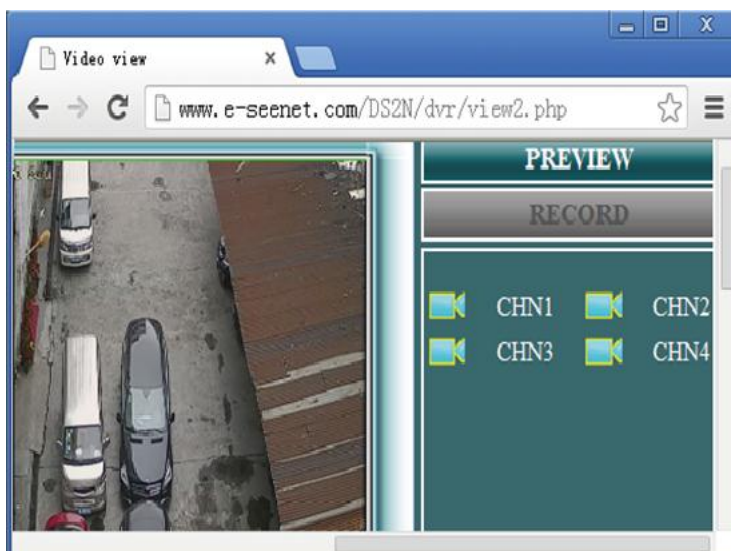 Video view
www.e-seenet.com/DS2N/dvr/view2.php
PREVIEW
RECORD
CHN1 CHN2
CHN3 CHN4